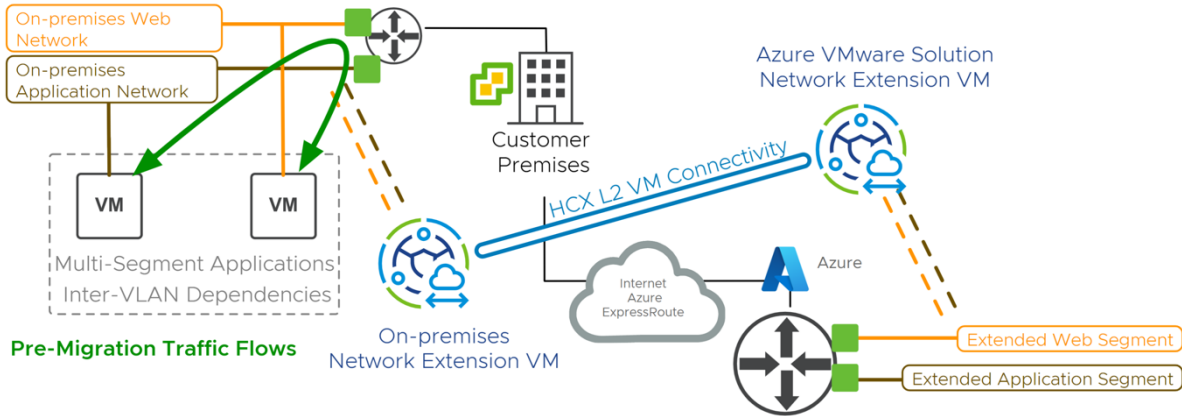 On-premises Web
Network
On-premises
Application Network
Customer
Premises
Azure VMware Solution
Network Extension VM
HCX L2 VM Connectivity
VM
VM
Multi-Segment Applications
Inter-VLAN Dependencies
Pre-Migration Traffic Flows
On-premises
Network Extension VM
Internet
Azure
ExpressRoute
Azure
Extended Web Segment
Extended Application Segment